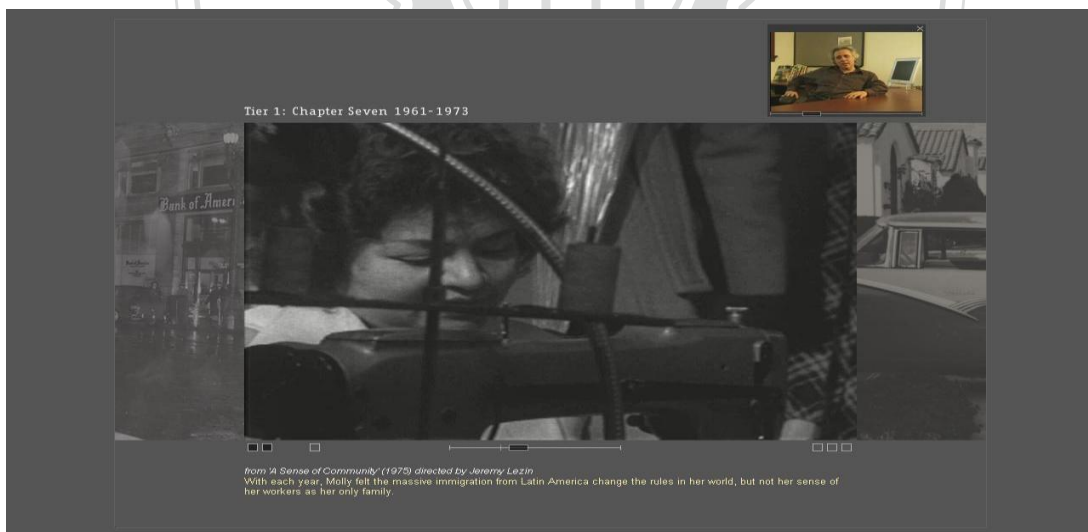 Tier 1: Chapter Seven 1961-1973
Bank of Ameri
from 'A Sense of Community' (1975) directed by Jeremy Lezin
With each year, Molly felt the massive immigration from Latin America change the rules in her world, but not her sense of
her workers as her only family.